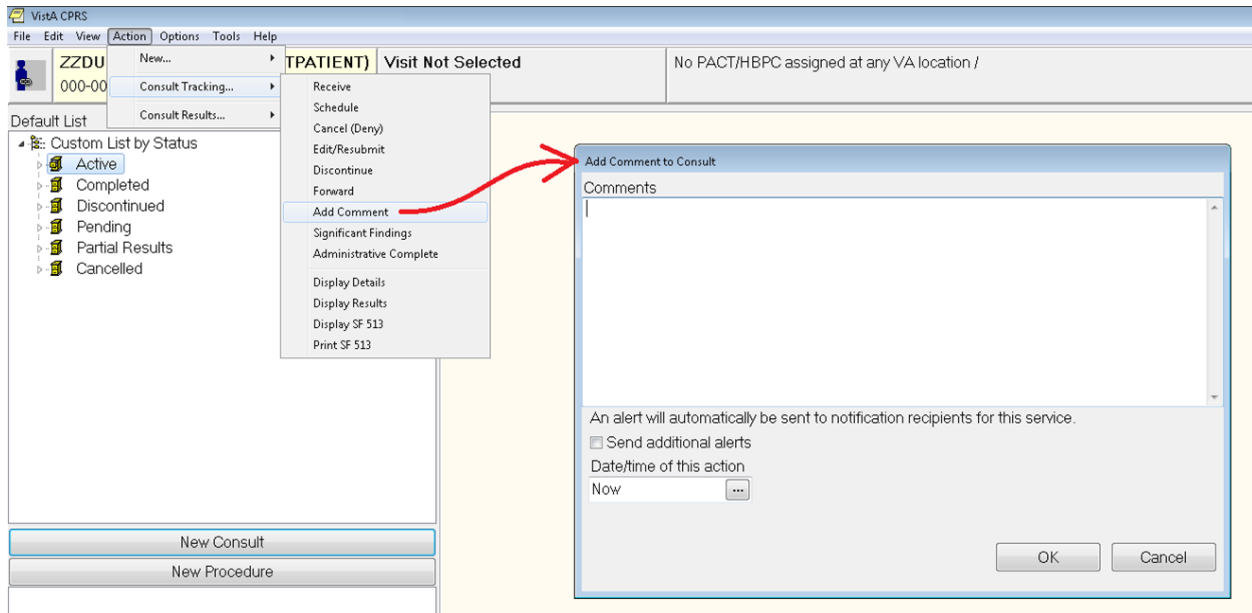 VistA CPRS
File Edit View Action Options Tools Help
ZZDU
000-00
TPATIENT)
Visit Not Selected
No PACT/HBPC assigned at any VA location /
New...
Consult Tracking...
Consult Results...
Receive
Schedule
Cancel (Deny)
Edit/Resubmit
Discontinue
Forward
Add Comment
Significant Findings
Administrative Complete
Display Details
Display Results
Display SF 513
Print SF 513
Default List
Custom List by Status
Active
Completed
Discontinued
Pending
Partial Results
Cancelled
New Consult
New Procedure
Add Comment to Consult
Comments
An alert will automatically be sent to notification recipients for this service.
Send additional alerts
Date/time of this action
Now
...
OK Cancel